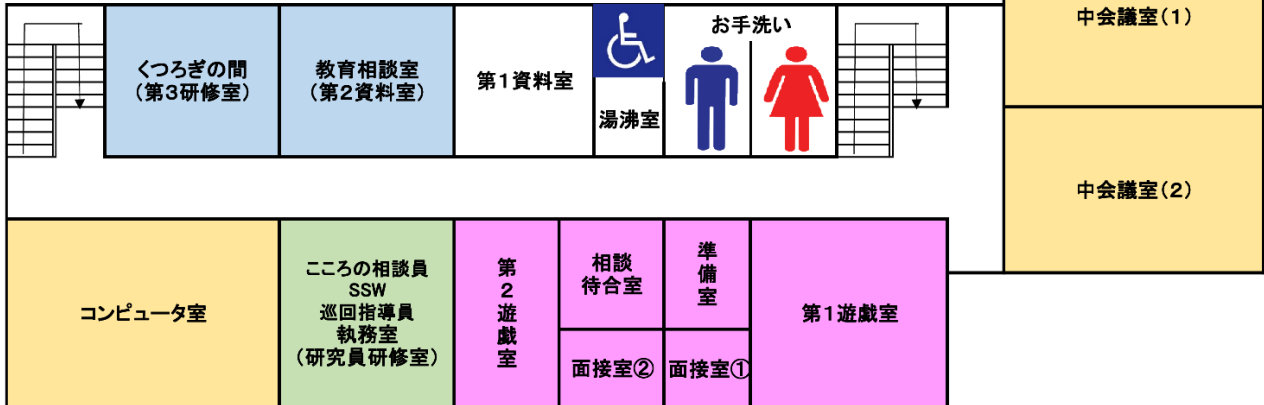 中会議室(1)
お手洗い
くつろぎの間
(第3研修室)
教育相談室
(第2資料室)
第1資料室
湯沸室
中会議室(2)
コンピュータ室
こころの相談員
SSW
巡回指導員
執務室
(研究員研修室)
第2遊戯室
相談
待合室
準備室
第1遊戯室
面接室②
面接室①